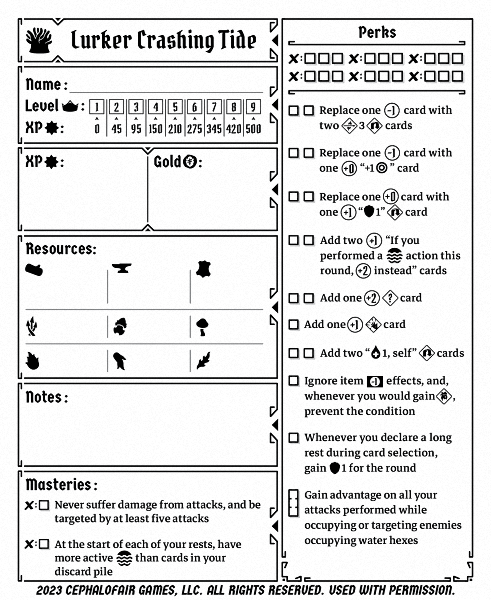 Lurker Crashing Tide
Name:
Level : 1 2 3 4 5 6 7 8 9
XP : 0 45 95 150 210 275 345 420 500
XP :
Gold :
Resources:
Notes:
Masteries:
Never suffer damage from attacks, and be
targeted by at least five attacks
At the start of each of your rests, have
more active than cards in your
discard pile
Perks
Replace one -1 card with
two 3 cards
Replace one -1 card with
one +0 “+1 ” card
Replace one +0 card with
one +1 “ 1” card
Add two +1 “If you
performed a action this
round, +2 instead” cards
Add one +2 ? card
Add one +1 card
Add two “ 1, self” cards
Ignore item -1 effects, and,
whenever you would gain ,
prevent the condition
Whenever you declare a long
rest during card selection,
gain 1 for the round
Gain advantage on all your
attacks performed while
occupying or targeting enemies
occupying water hexes
2023 CEPHALOFAIR GAMES, LLC. ALL RIGHTS RESERVED. USED WITH PERMISSION.